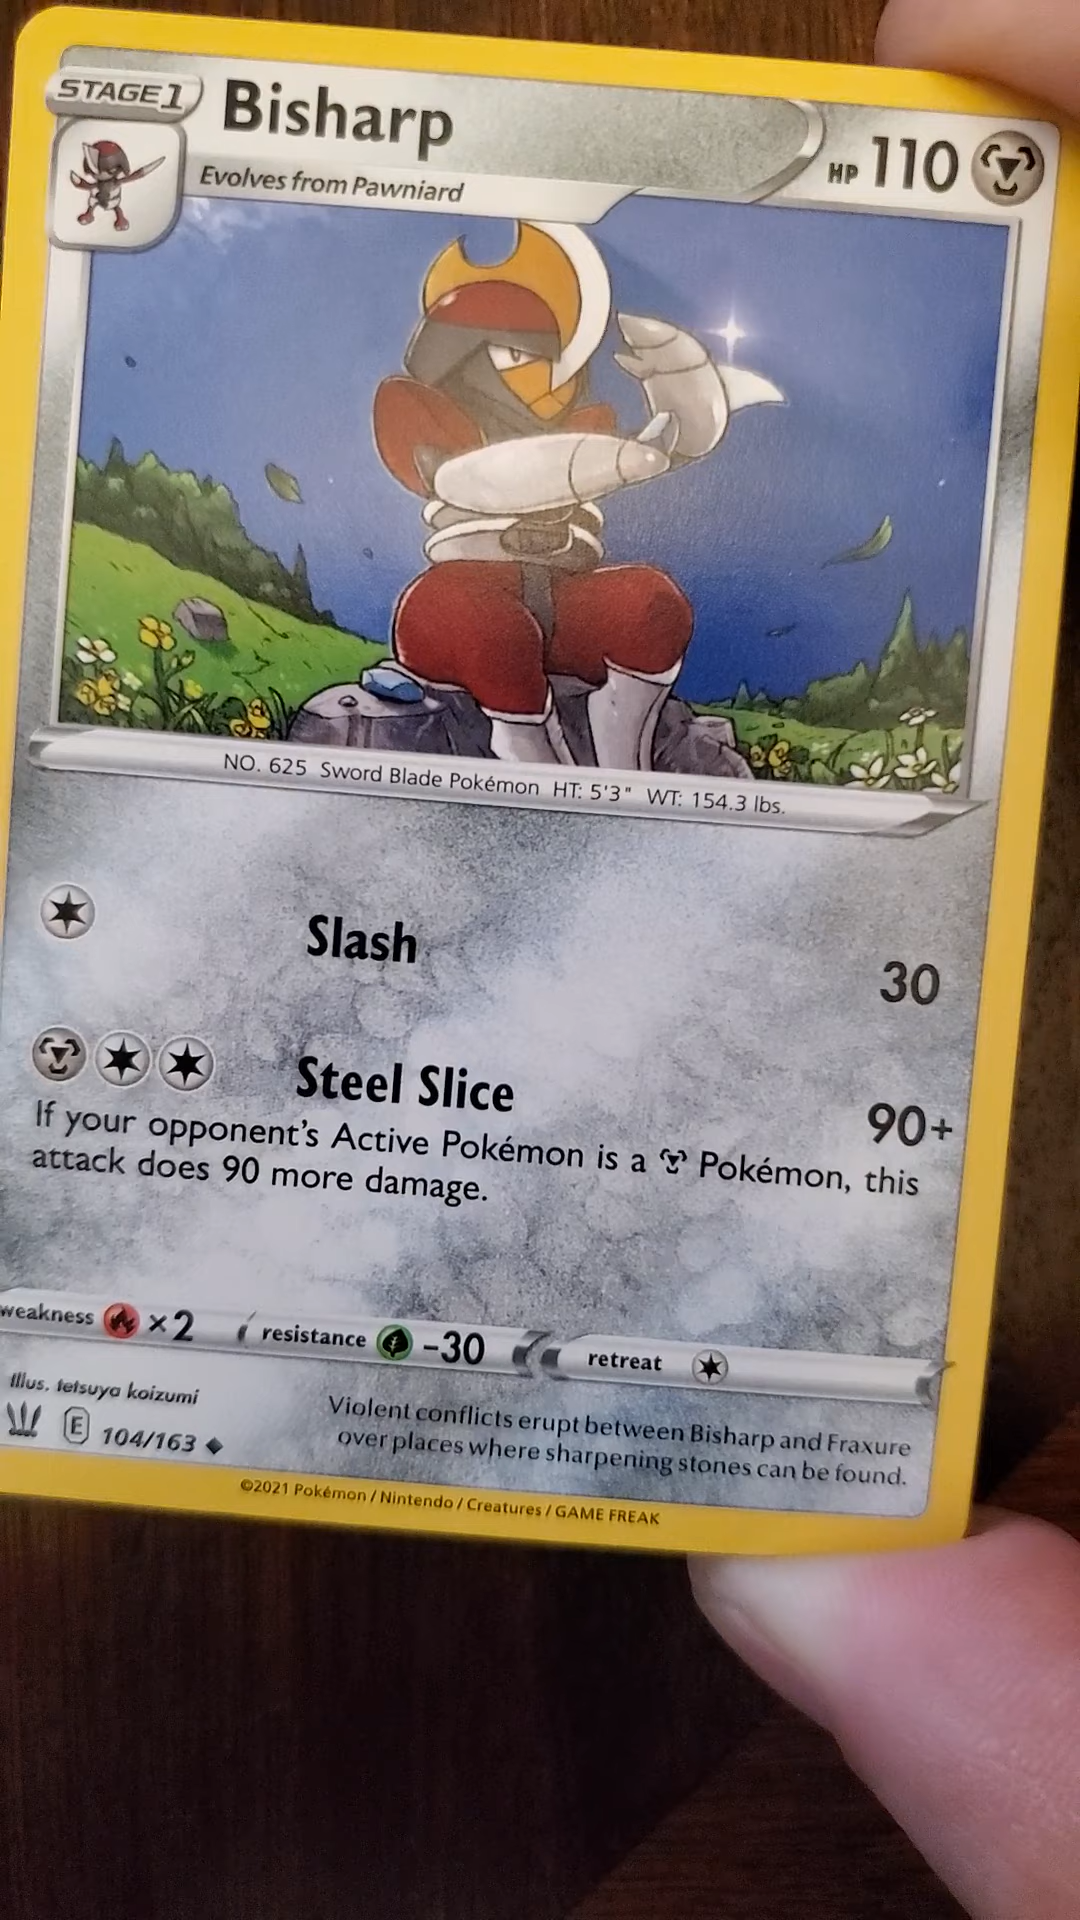 STAGE 1
Bisharp
HP 110
Evolves from Pawniard
NO. 625 Sword Blade Pokémon HT: 5'3" WT: 154.3 lbs.
Slash
30
Steel Slice
90+
If your opponent's Active Pokémon is a Pokémon, this
attack does 90 more damage.
weakness ×2 resistance -30 retreat
Illus. tetsuya koizumi
E 104/163
Violent conflicts erupt between Bisharp and Fraxure
over places where sharpening stones can be found.
©2021 Pokémon / Nintendo / Creatures / GAME FREAK